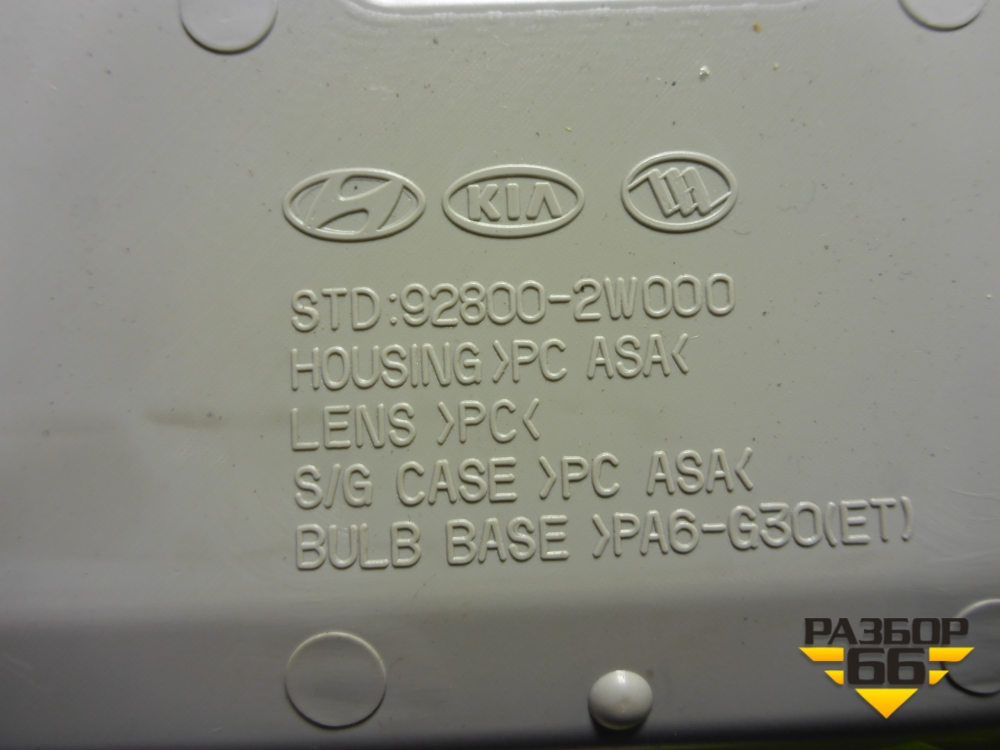 KIA
STD:92800-2W000
HOUSING >PC ASA<
LENS >PC<
S/G CASE >PC ASA<
BULB BASE >PA6-G30(ET)
РАЗБОР
66